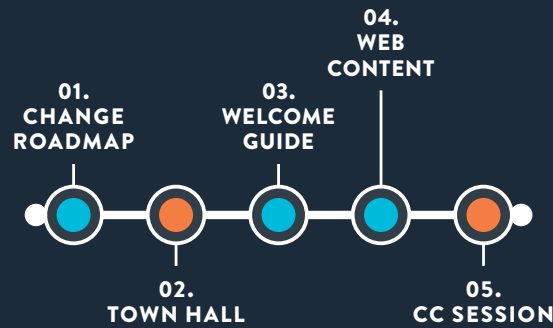 01.
CHANGE
ROADMAP
02.
TOWN HALL
03.
WELCOME
GUIDE
04.
WEB
CONTENT
05.
CC SESSION